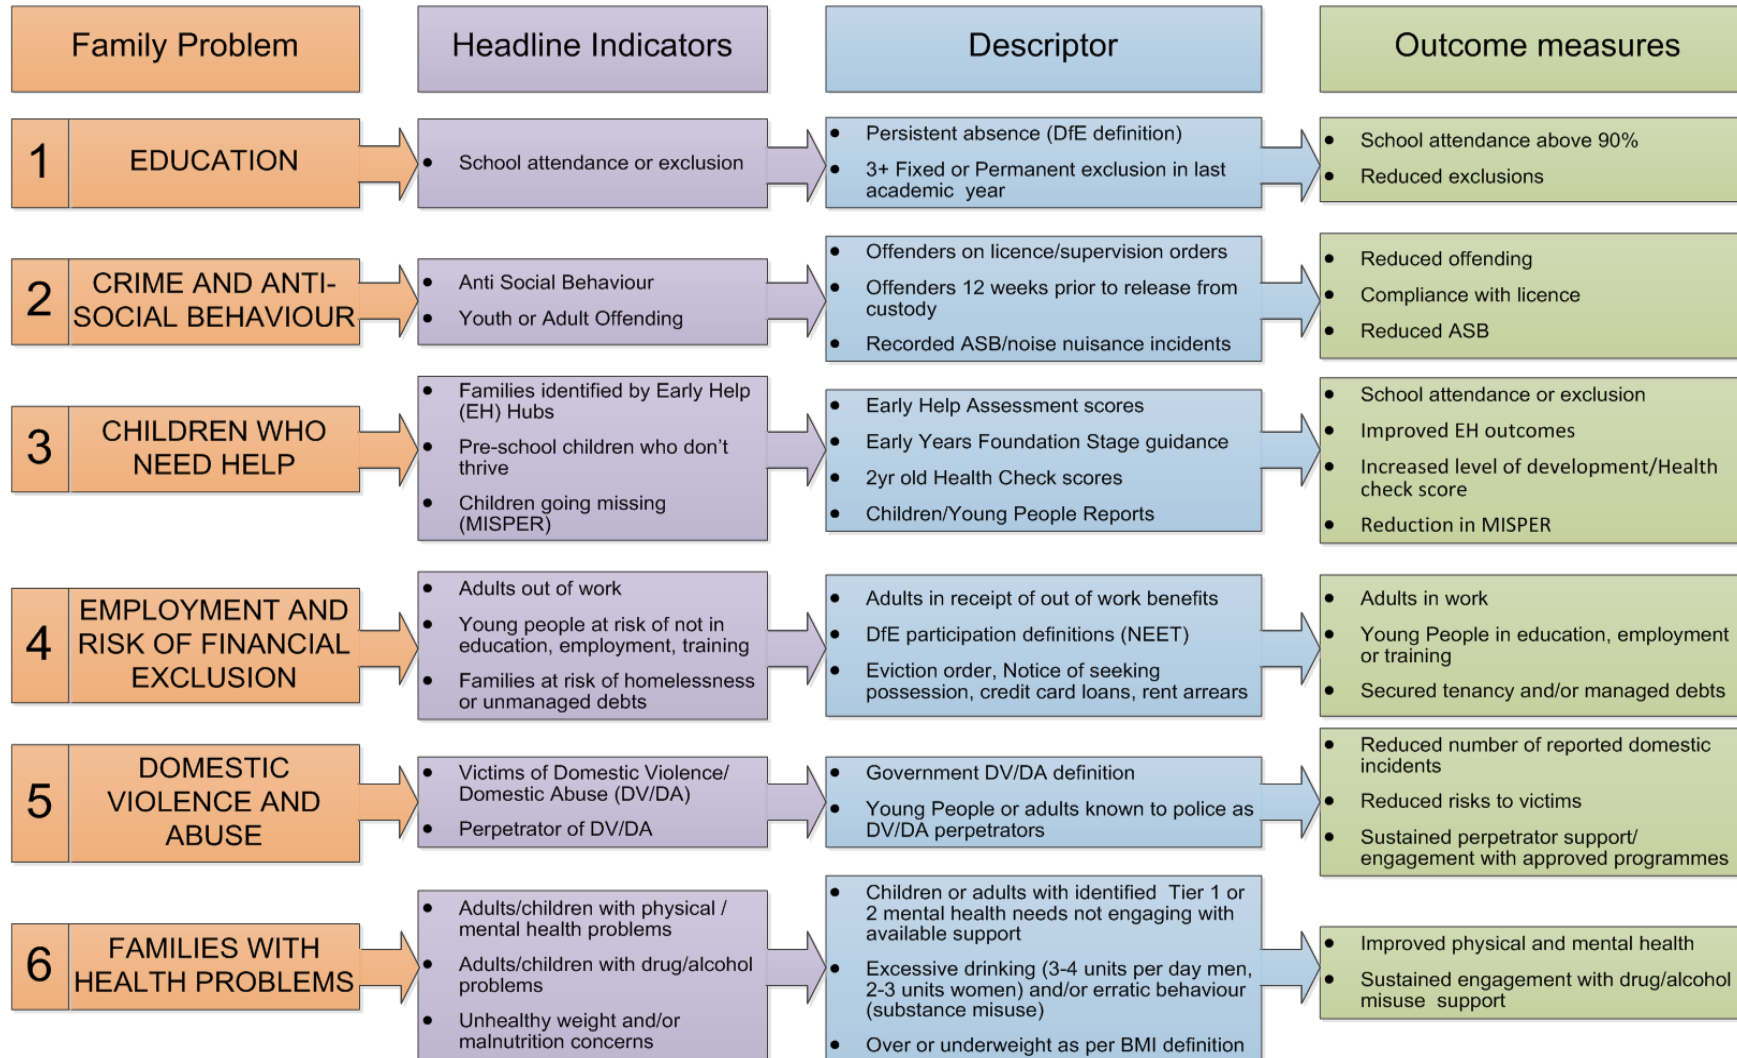 Family Problem
Headline Indicators
Descriptor
Outcome measures
1
EDUCATION
• School attendance or exclusion
• Persistent absence (DfE definition)
• 3+ Fixed or Permanent exclusion in last
academic year
• School attendance above 90%
• Reduced exclusions
2
CRIME AND ANTI-
SOCIAL BEHAVIOUR
• Anti Social Behaviour
• Youth or Adult Offending
• Offenders on licence/supervision orders
• Offenders 12 weeks prior to release from
custody
• Recorded ASB/noise nuisance incidents
• Reduced offending
• Compliance with licence
• Reduced ASB
3
CHILDREN WHO
NEED HELP
• Families identified by Early Help
(EH) Hubs
• Pre-school children who don't
thrive
• Children going missing
(MISPER)
• Early Help Assessment scores
• Early Years Foundation Stage guidance
• 2yr old Health Check scores
• Children/Young People Reports
• School attendance or exclusion
• Improved EH outcomes
• Increased level of development/Health
check score
• Reduction in MISPER
4
EMPLOYMENT AND
RISK OF FINANCIAL
EXCLUSION
• Adults out of work
• Young people at risk of not in
education, employment, training
• Families at risk of homelessness
or unmanaged debts
• Adults in receipt of out of work benefits
• DfE participation definitions (NEET)
• Eviction order, Notice of seeking
possession, credit card loans, rent arrears
• Adults in work
• Young People in education, employment
or training
• Secured tenancy and/or managed debts
5
DOMESTIC
VIOLENCE AND
ABUSE
• Victims of Domestic Violence/
Domestic Abuse (DV/DA)
• Perpetrator of DV/DA
• Government DV/DA definition
• Young People or adults known to police as
DV/DA perpetrators
• Reduced number of reported domestic
incidents
• Reduced risks to victims
• Sustained perpetrator support/
engagement with approved programmes
6
FAMILIES WITH
HEALTH PROBLEMS
• Adults/children with physical /
mental health problems
• Adults/children with drug/alcohol
problems
• Unhealthy weight and/or
malnutrition concerns
• Children or adults with identified Tier 1 or
2 mental health needs not engaging with
available support
• Excessive drinking (3-4 units per day men,
2-3 units women) and/or erratic behaviour
(substance misuse)
• Over or underweight as per BMI definition
• Improved physical and mental health
• Sustained engagement with drug/alcohol
misuse support